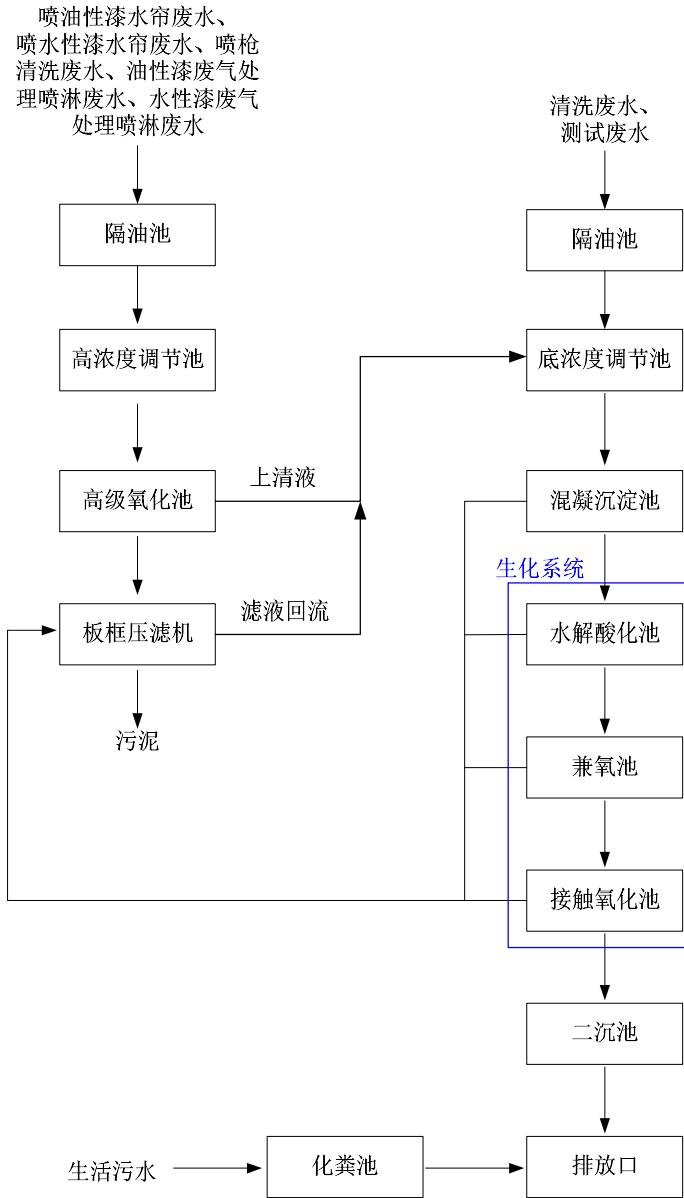 喷油性漆水帘废水、
喷水性漆水帘废水、喷枪
清洗废水、油性漆废气处
理喷淋废水、水性漆废气
处理喷淋废水
清洗废水、
测试废水
隔油池
隔油池
高浓度调节池
底浓度调节池
高级氧化池
上清液
混凝沉淀池
生化系统
板框压滤机
滤液回流
水解酸化池
污泥
兼氧池
接触氧化池
二沉池
生活污水
化粪池
排放口